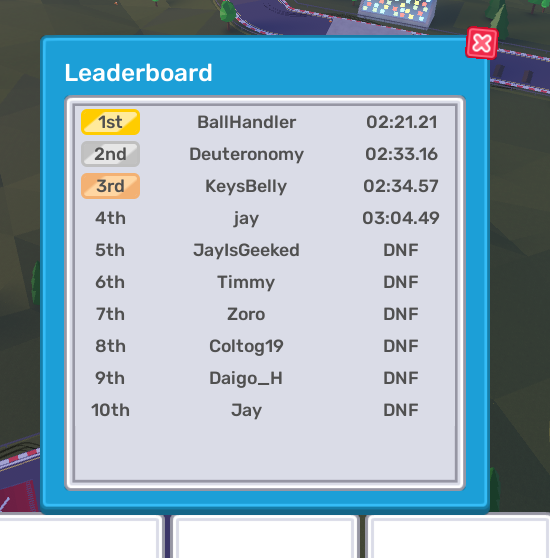 Leaderboard
1st BallHandler 02:21.21
2nd Deuteronomy 02:33.16
3rd KeysBelly 02:34.57
4th jay 03:04.49
5th JayIsGeeked DNF
6th Timmy DNF
7th Zoro DNF
8th Coltog19 DNF
9th Daigo_H DNF
10th Jay DNF